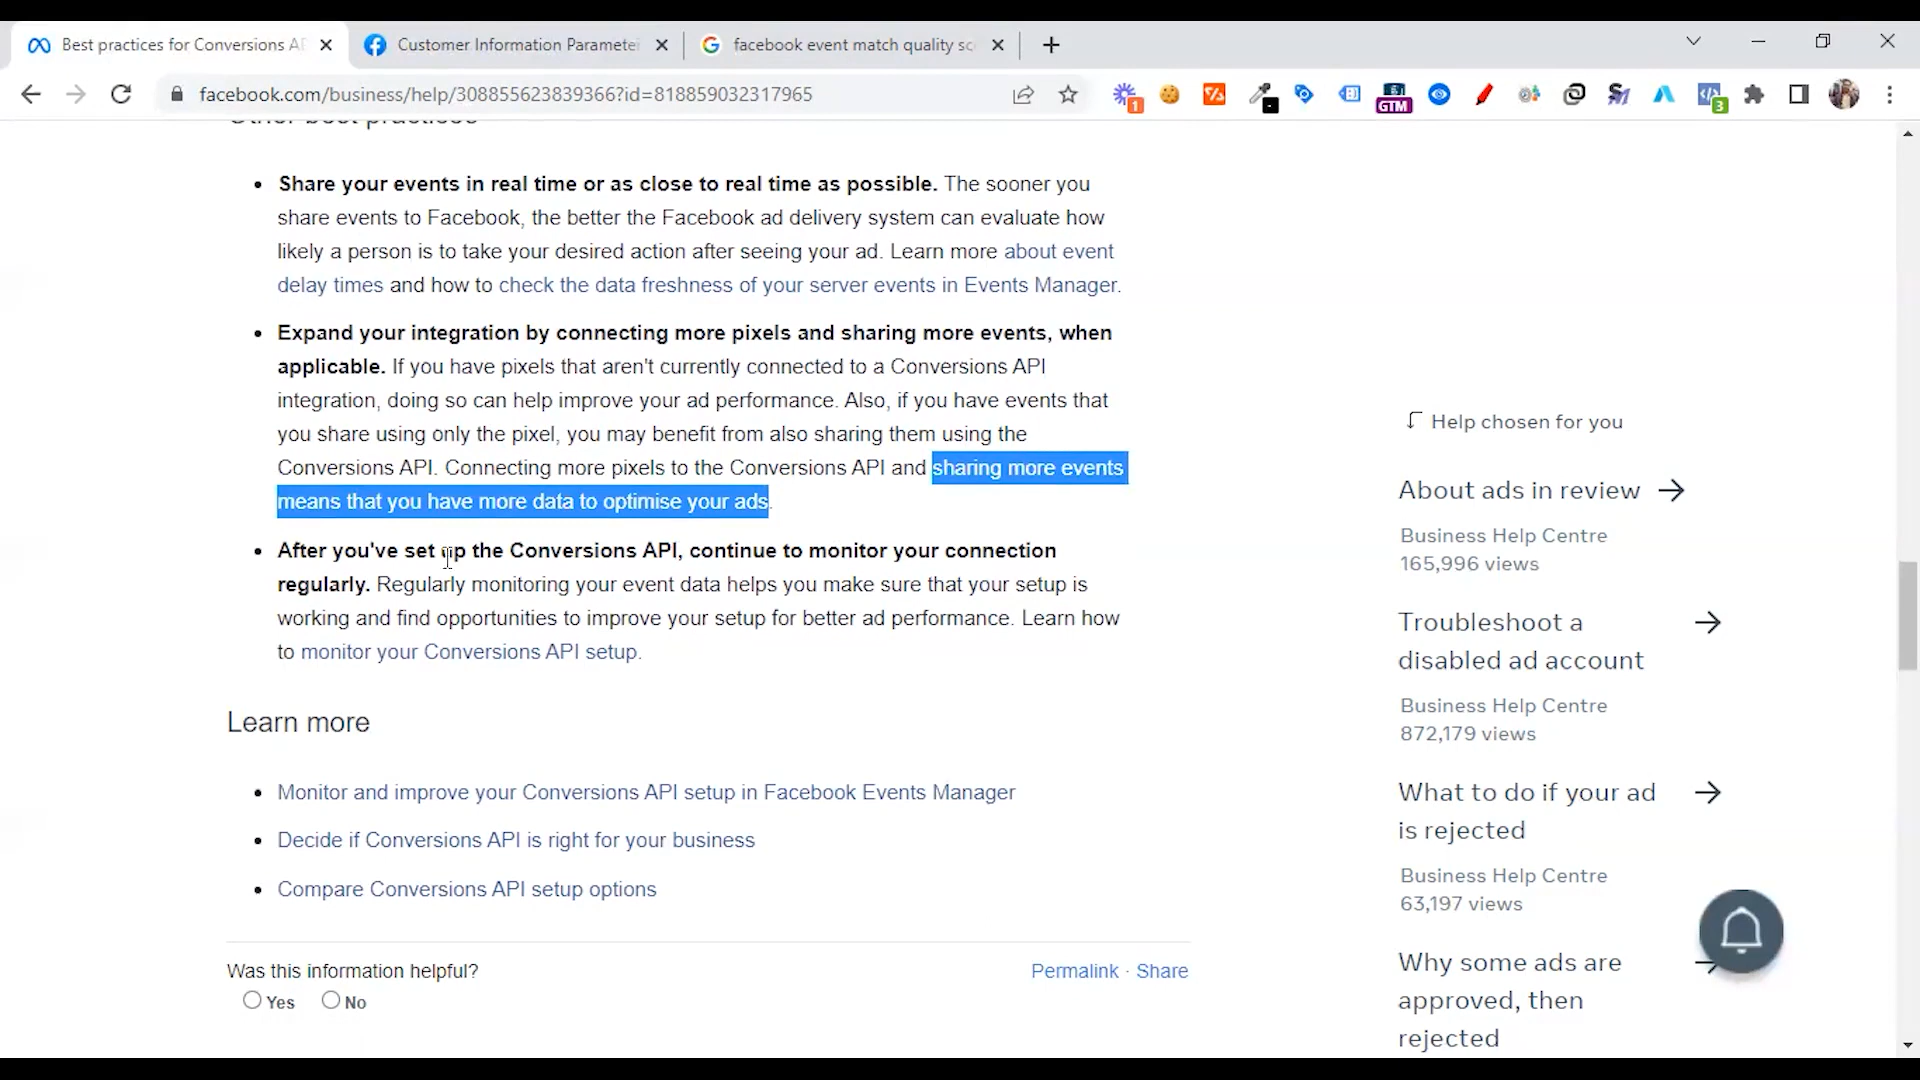 Best practices for Conversions AP
Customer Information Paramete
facebook event match quality sc
facebook.com/business/help/308855623839366?id=818859032317965
1
GTM
3
Other best practices
• Share your events in real time or as close to real time as possible. The sooner you
share events to Facebook, the better the Facebook ad delivery system can evaluate how
likely a person is to take your desired action after seeing your ad. Learn more about event
delay times and how to check the data freshness of your server events in Events Manager.
• Expand your integration by connecting more pixels and sharing more events, when
applicable. If you have pixels that aren't currently connected to a Conversions API
integration, doing so can help improve your ad performance. Also, if you have events that
you share using only the pixel, you may benefit from also sharing them using the
Conversions API. Connecting more pixels to the Conversions API and sharing more events
means that you have more data to optimise your ads.
• After you've set up the Conversions API, continue to monitor your connection
regularly. Regularly monitoring your event data helps you make sure that your setup is
working and find opportunities to improve your setup for better ad performance. Learn how
to monitor your Conversions API setup.
Learn more
• Monitor and improve your Conversions API setup in Facebook Events Manager
• Decide if Conversions API is right for your business
• Compare Conversions API setup options
Was this information helpful?
Permalink · Share
Yes No
Help chosen for you
About ads in review
Business Help Centre
165,996 views
Troubleshoot a
disabled ad account
Business Help Centre
872,179 views
What to do if your ad
is rejected
Business Help Centre
63,197 views
Why some ads are
approved, then
rejected